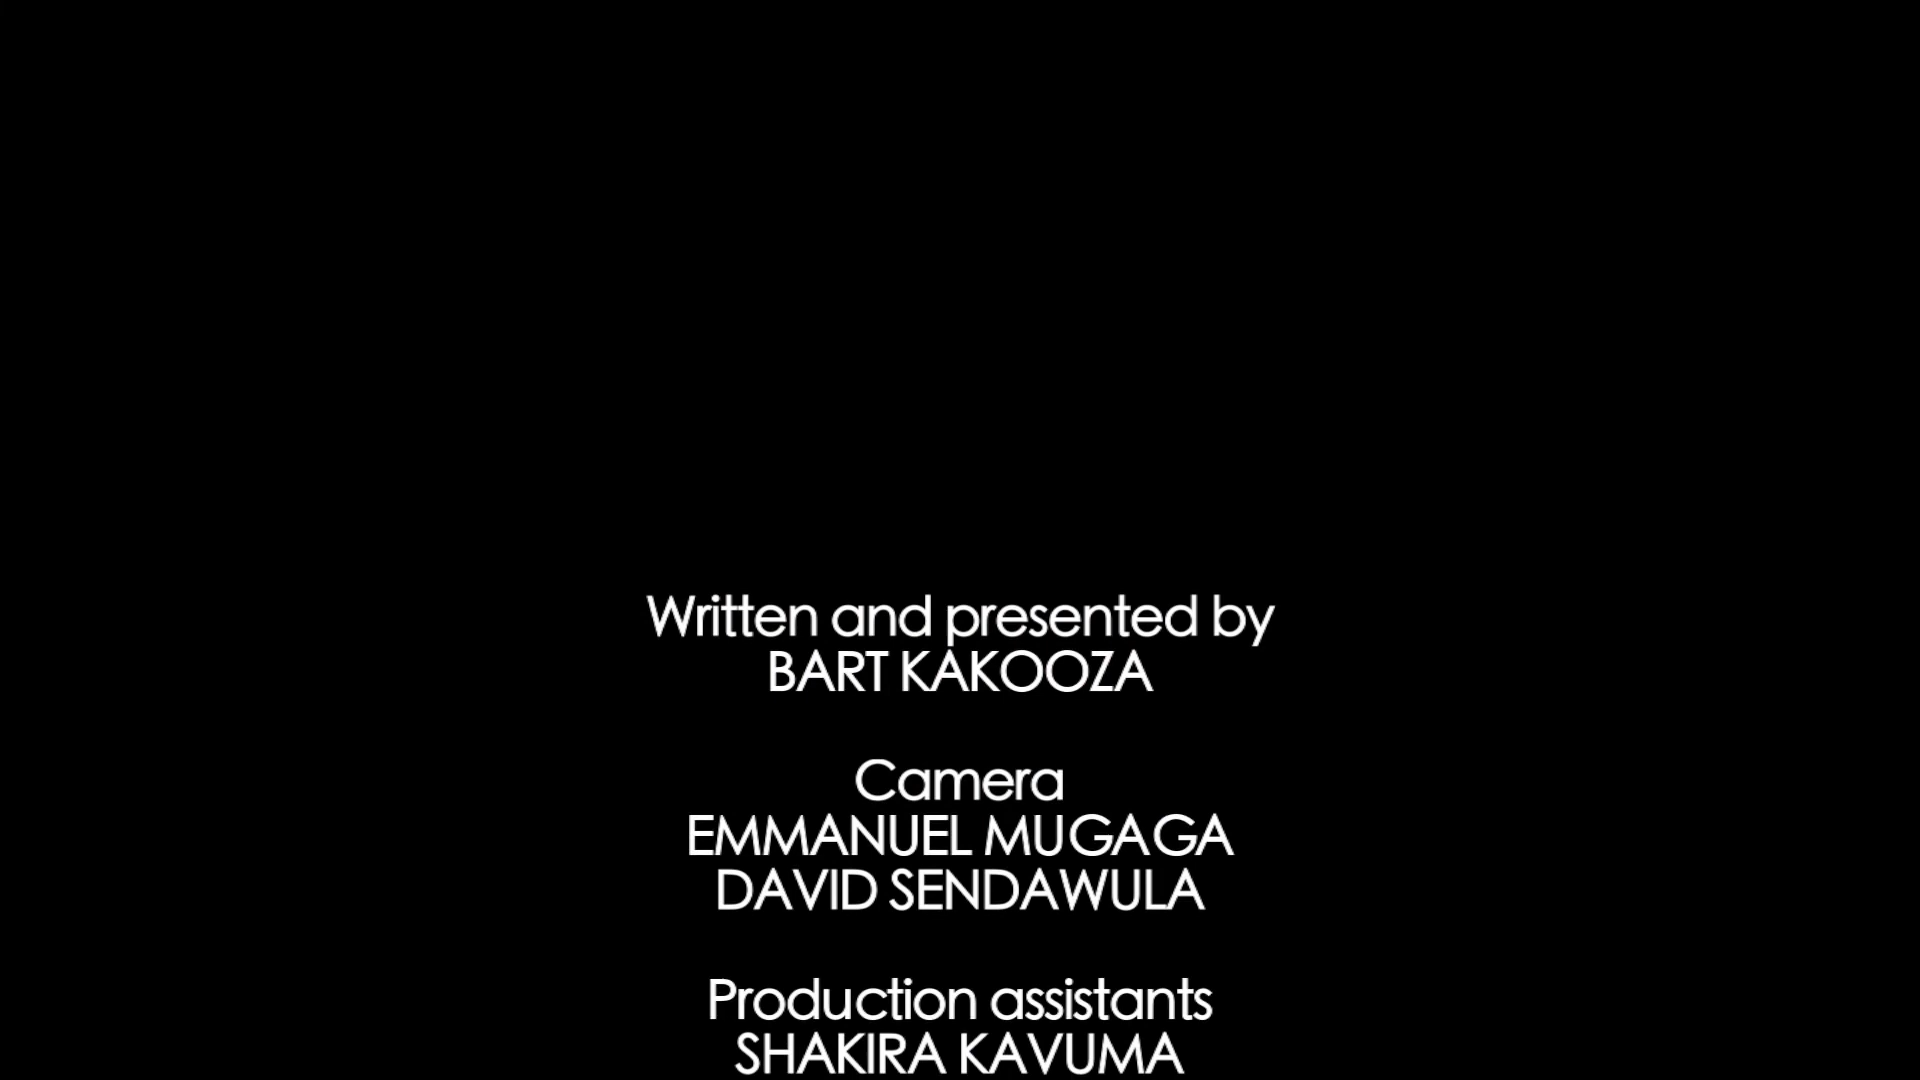 Written and presented by
BART KAKOOZA
Camera
EMMANUEL MUGAGA
DAVID SENDAWULA
Production assistants
SHAKIRA KAVUMA